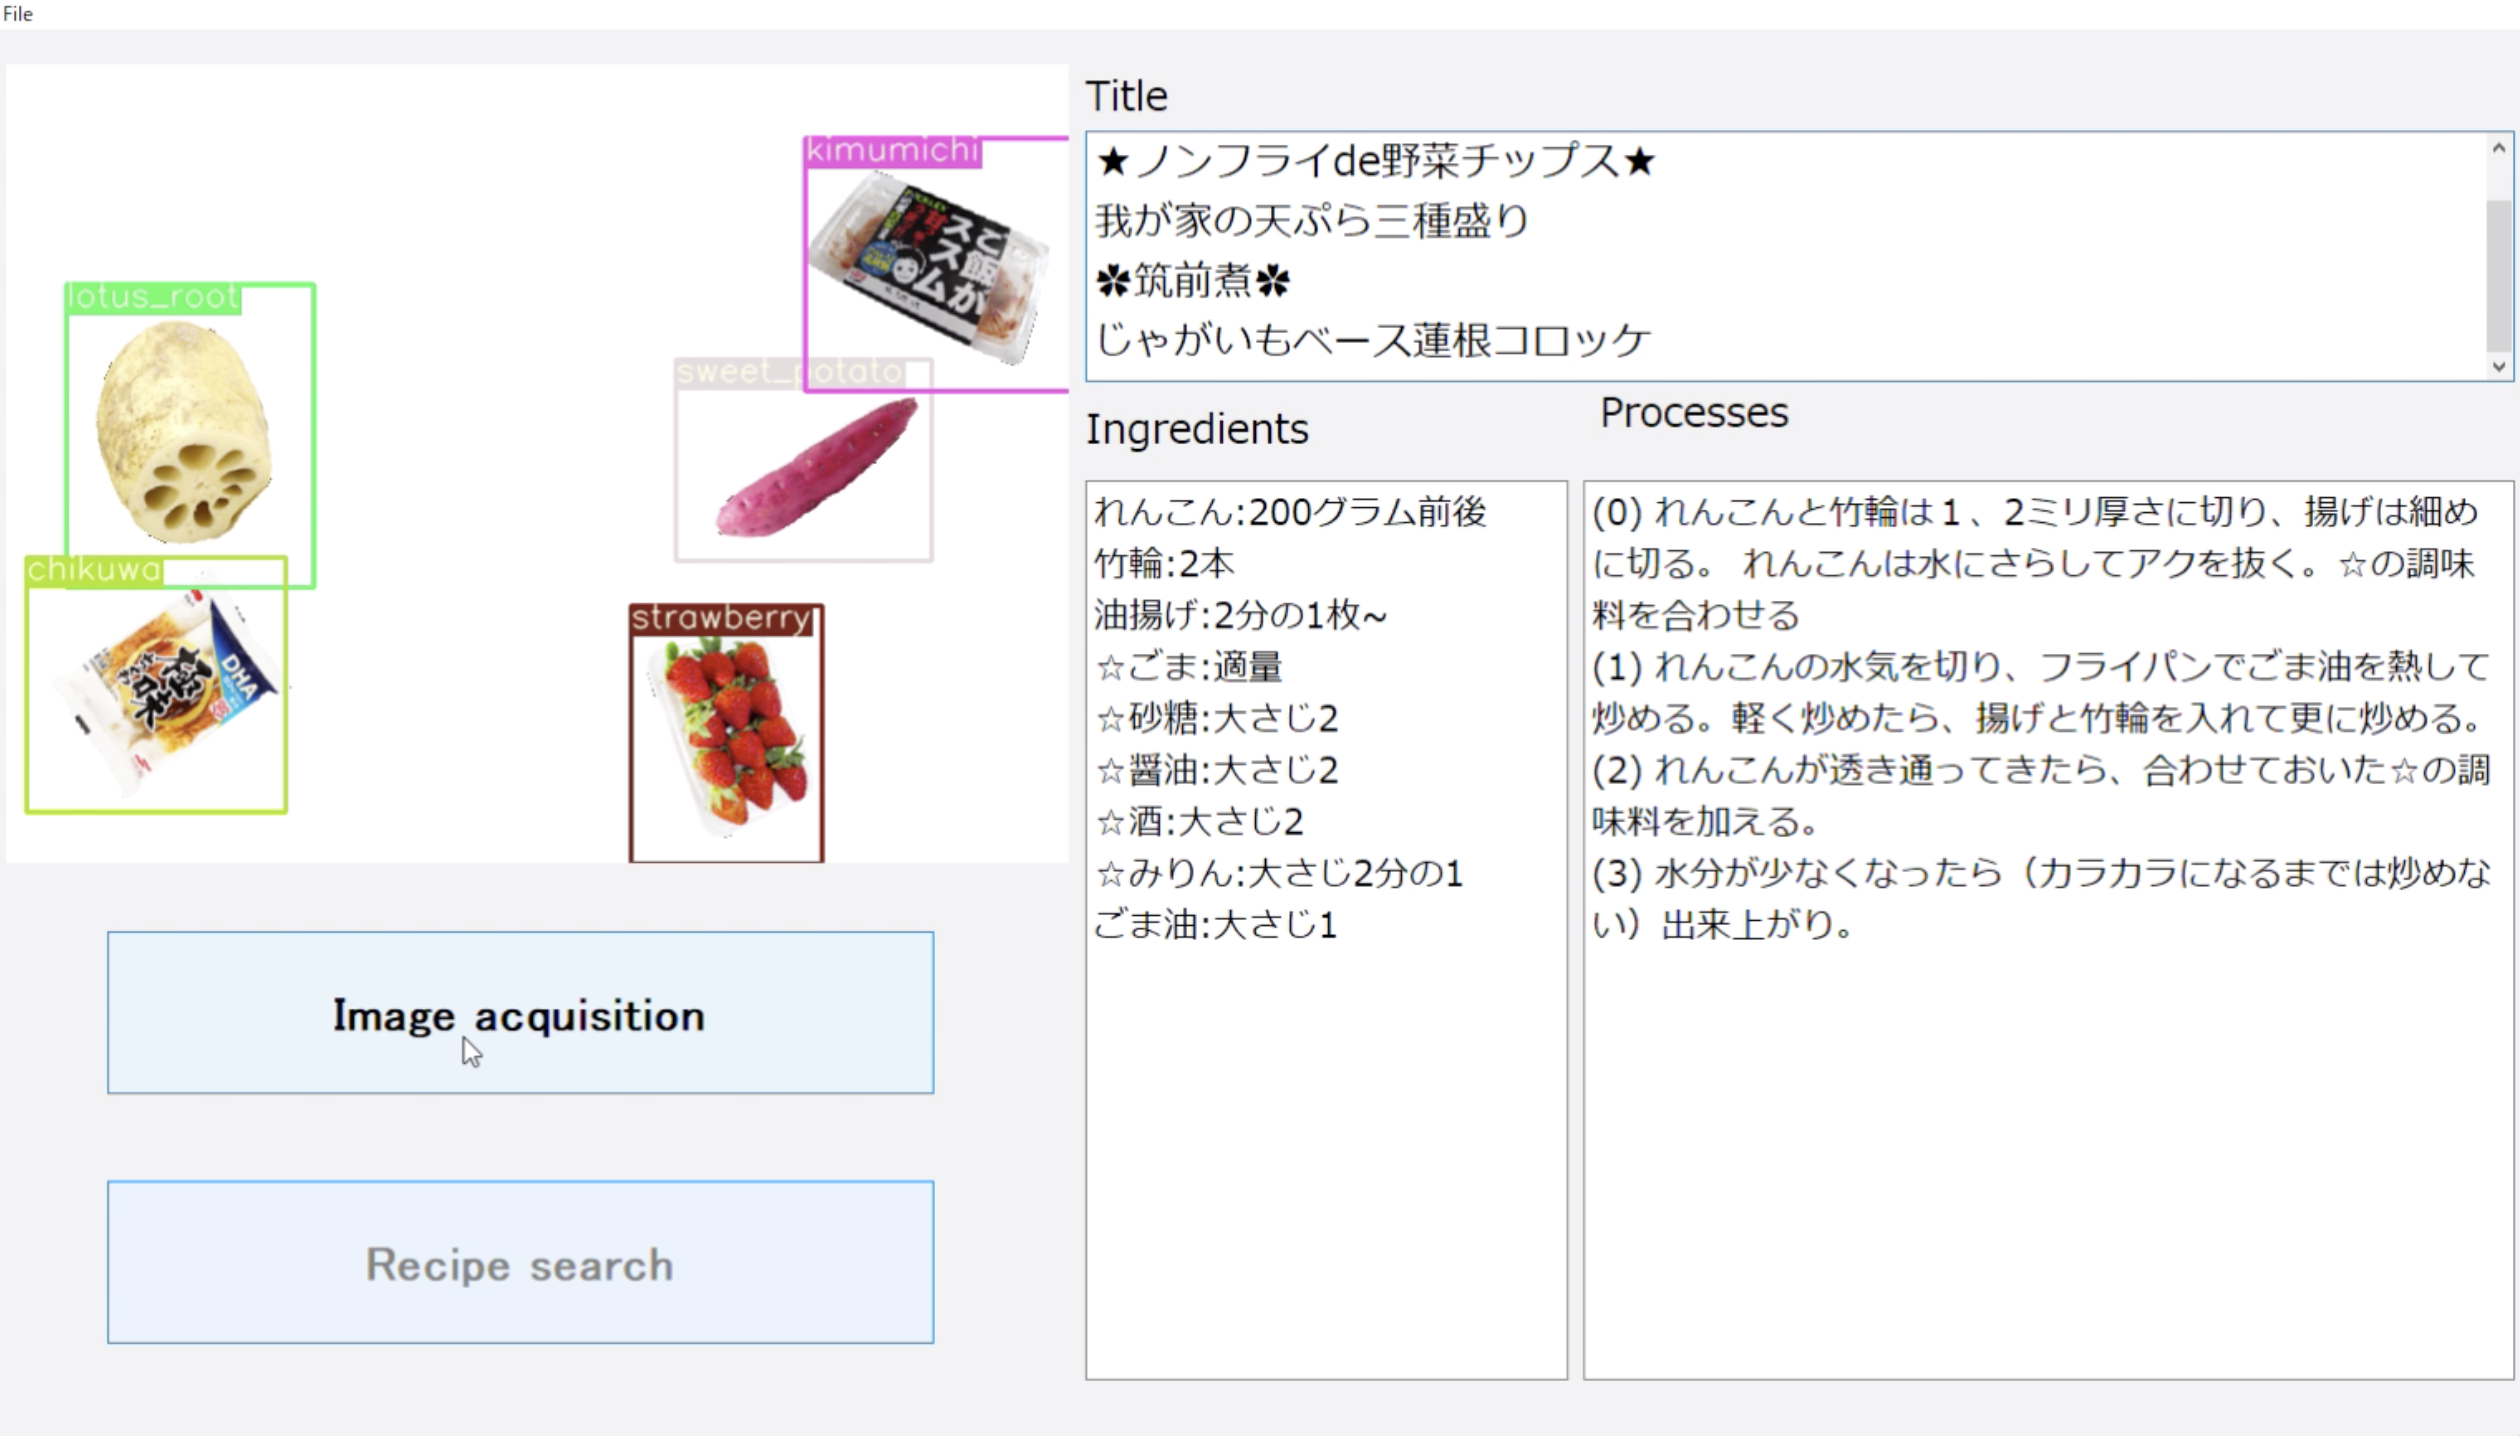 File
kimumichi
ご飯が
ススム
lotus_root
sweet_potato
chikuwa
DHA
極味
strawberry
Image acquisition
Recipe search
Title
★ノンフライde野菜チップス★
我が家の天ぷら三種盛り
✽筑前煮✽
じゃがいもベース蓮根コロッケ
Ingredients
れんこん:200グラム前後
竹輪:2本
油揚げ:2分の1枚~
☆ごま:適量
☆砂糖:大さじ2
☆醤油:大さじ2
☆酒:大さじ2
☆みりん:大さじ2分の1
ごま油:大さじ1
Processes
(0) れんこんと竹輪は１、2ミリ厚さに切り、揚げは細め
に切る。 れんこんは水にさらしてアクを抜く。☆の調味
料を合わせる
(1) れんこんの水気を切り、フライパンでごま油を熱して
炒める。軽く炒めたら、揚げと竹輪を入れて更に炒める。
(2) れんこんが透き通ってきたら、合わせておいた☆の調
味料を加える。
(3) 水分が少なくなったら（カラカラになるまでは炒めな
い）出来上がり。